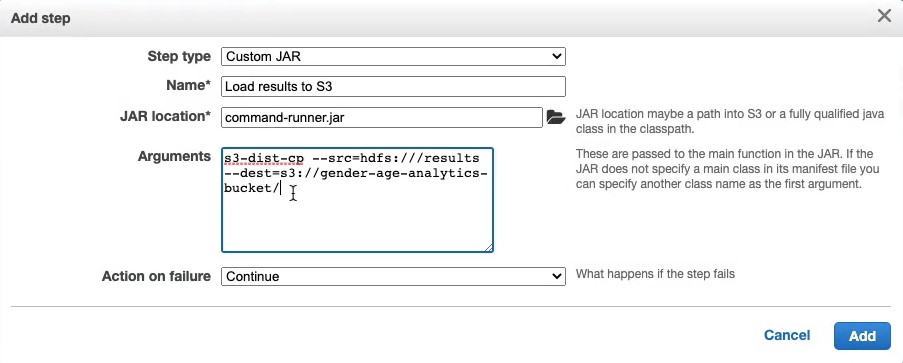 Add step
Step type Custom JAR
Name* Load results to S3
JAR location* command-runner.jar
JAR location maybe a path into S3 or a fully qualified java
class in the classpath.
Arguments
s3-dist-cp --src=hdfs:///results
--dest=s3://gender-age-analytics-
bucket/
These are passed to the main function in the JAR. If the
JAR does not specify a main class in its manifest file you
can specify another class name as the first argument.
Action on failure Continue What happens if the step fails
Cancel Add